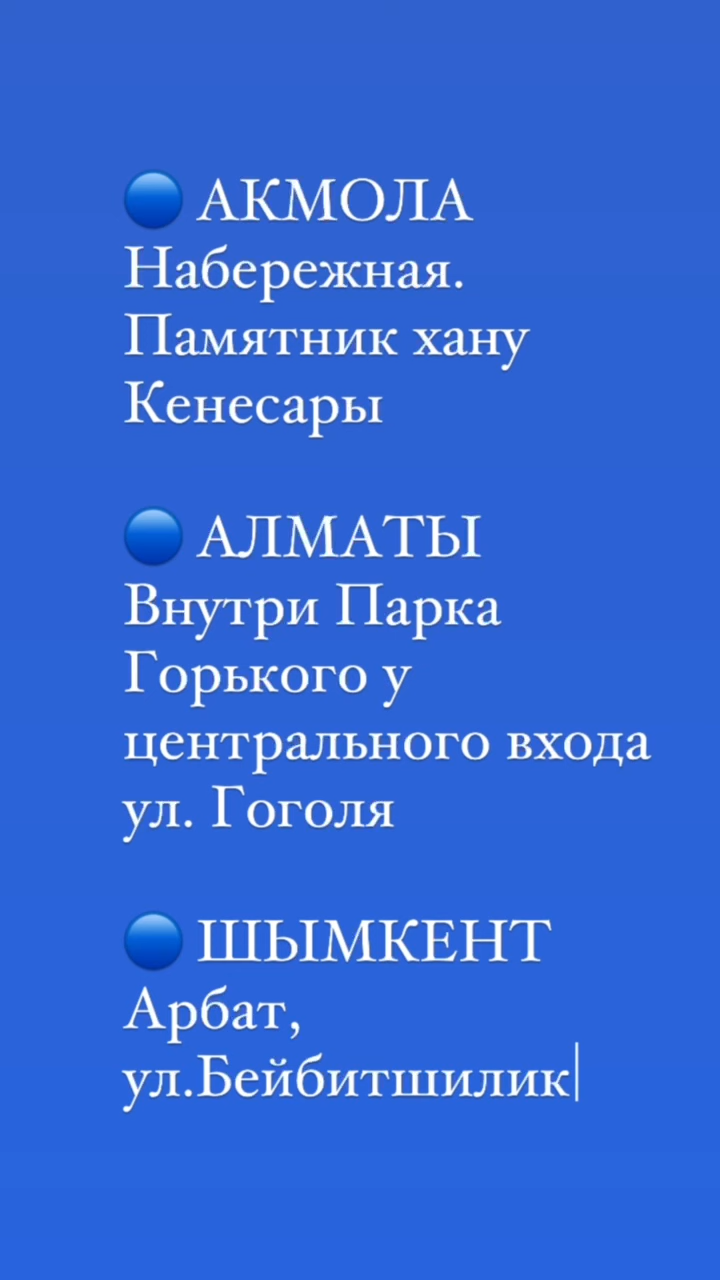 🔵 АКМОЛА
Набережная.
Памятник хану
Кенесары
🔵 АЛМАТЫ
Внутри Парка
Горького у
центрального входа
ул. Гоголя
🔵 ШЫМКЕНТ
Арбат,
ул.Бейбитшилик